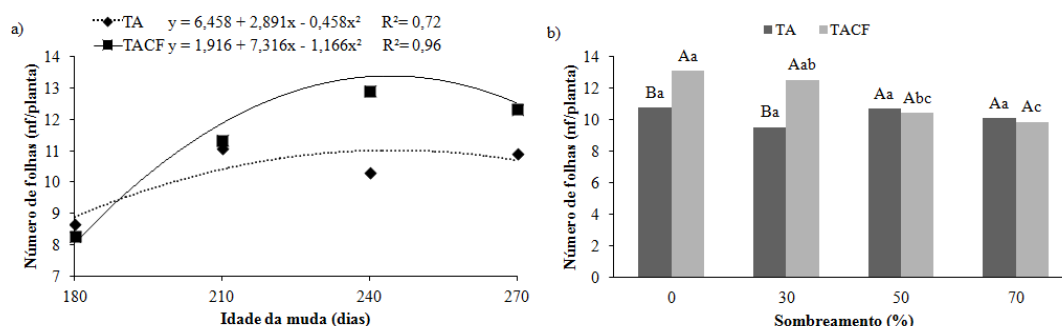 a)
TA y = 6,458 + 2,891x - 0,458x² R²= 0,72
TACF y = 1,916 + 7,316x - 1,166x² R²= 0,96
Número de folhas (nf/planta)
14
13
12
11
10
9
8
7
180 210 240 270
Idade da muda (dias)
b)
TA TACF
Número de folhas (nf/planta)
14
12
10
8
6
4
2
0
Ba Aa Ba Aab Aa Abc Aa Ac
0 30 50 70
Sombreamento (%)